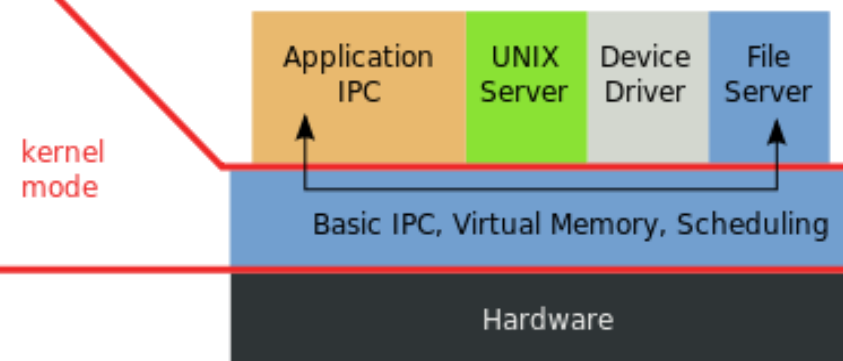 Application
IPC
UNIX
Server
Device
Driver
File
Server
kernel
mode
Basic IPC, Virtual Memory, Scheduling
Hardware